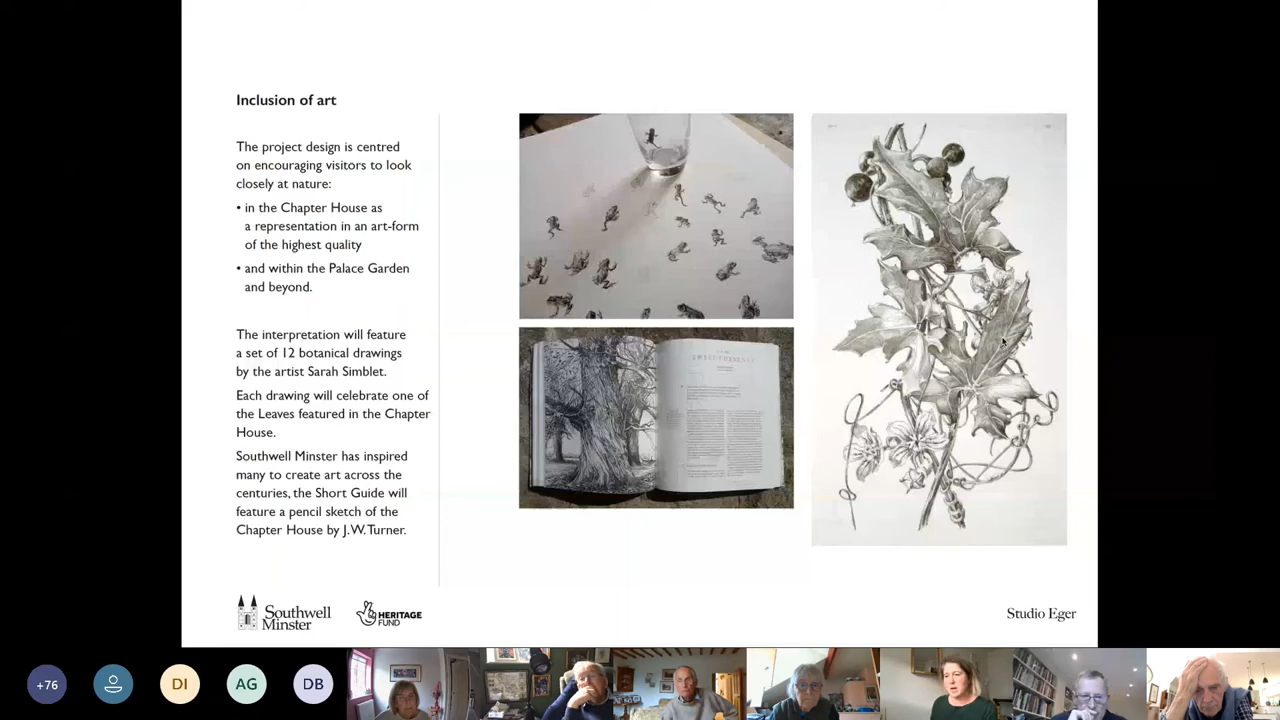 Inclusion of art
The project design is centred
on encouraging visitors to look
closely at nature:
• in the Chapter House as
a representation in an art-form
of the highest quality
• and within the Palace Garden
and beyond.
The interpretation will feature
a set of 12 botanical drawings
by the artist Sarah Simblet.
Each drawing will celebrate one of
the Leaves featured in the Chapter
House.
Southwell Minster has inspired
many to create art across the
centuries, the Short Guide will
feature a pencil sketch of the
Chapter House by J.W. Turner.
Southwell
Minster
HERITAGE
FUND
Studio Eger
+76
DI
AG
DB